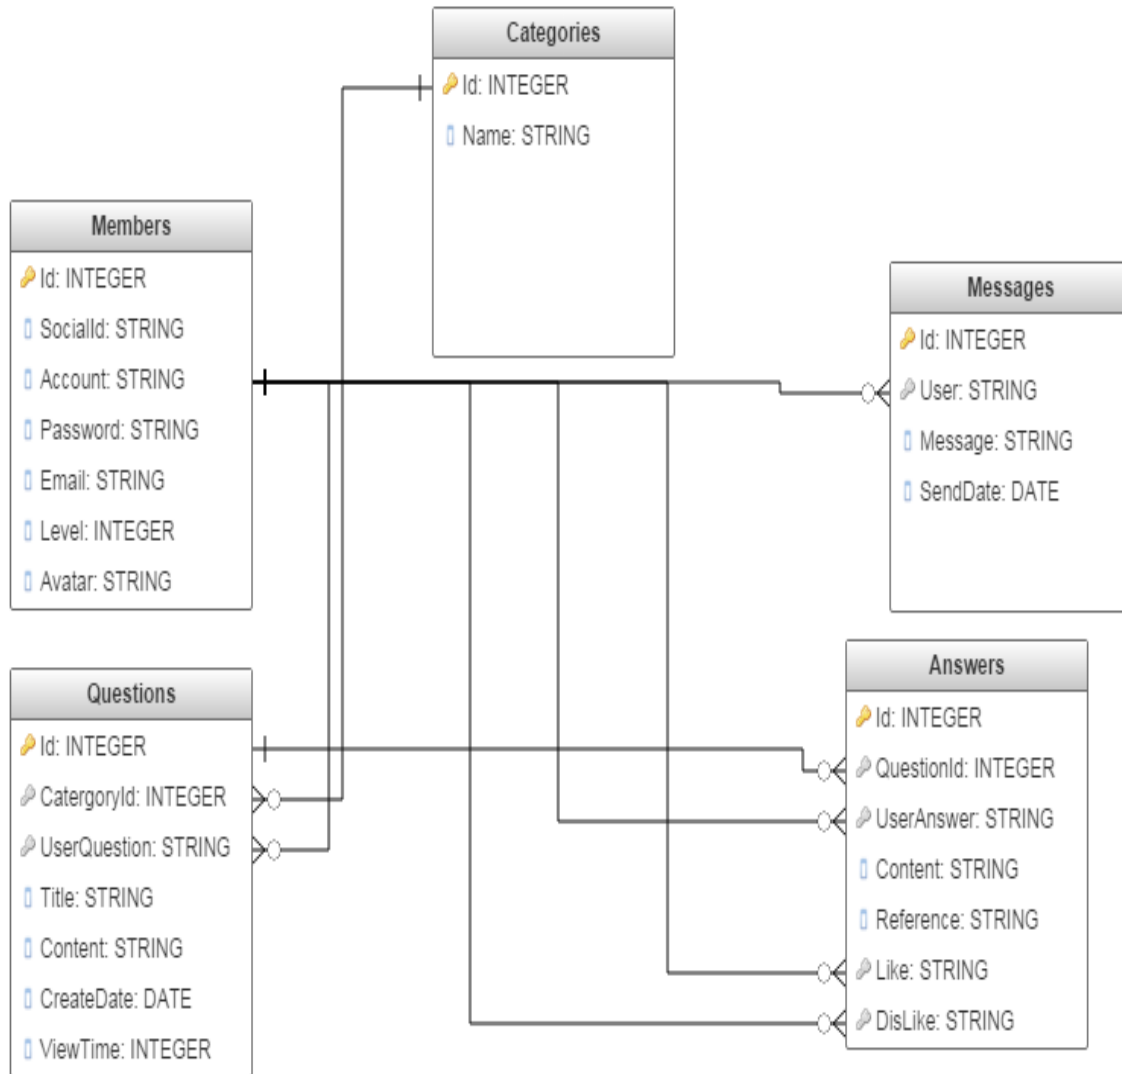 Categories
Id: INTEGER
Name: STRING
Members
Id: INTEGER
SocialId: STRING
Account: STRING
Password: STRING
Email: STRING
Level: INTEGER
Avatar: STRING
Messages
Id: INTEGER
User: STRING
Message: STRING
SendDate: DATE
Questions
Id: INTEGER
CatergoryId: INTEGER
UserQuestion: STRING
Title: STRING
Content: STRING
CreateDate: DATE
ViewTime: INTEGER
Answers
Id: INTEGER
QuestionId: INTEGER
UserAnswer: STRING
Content: STRING
Reference: STRING
Like: STRING
DisLike: STRING